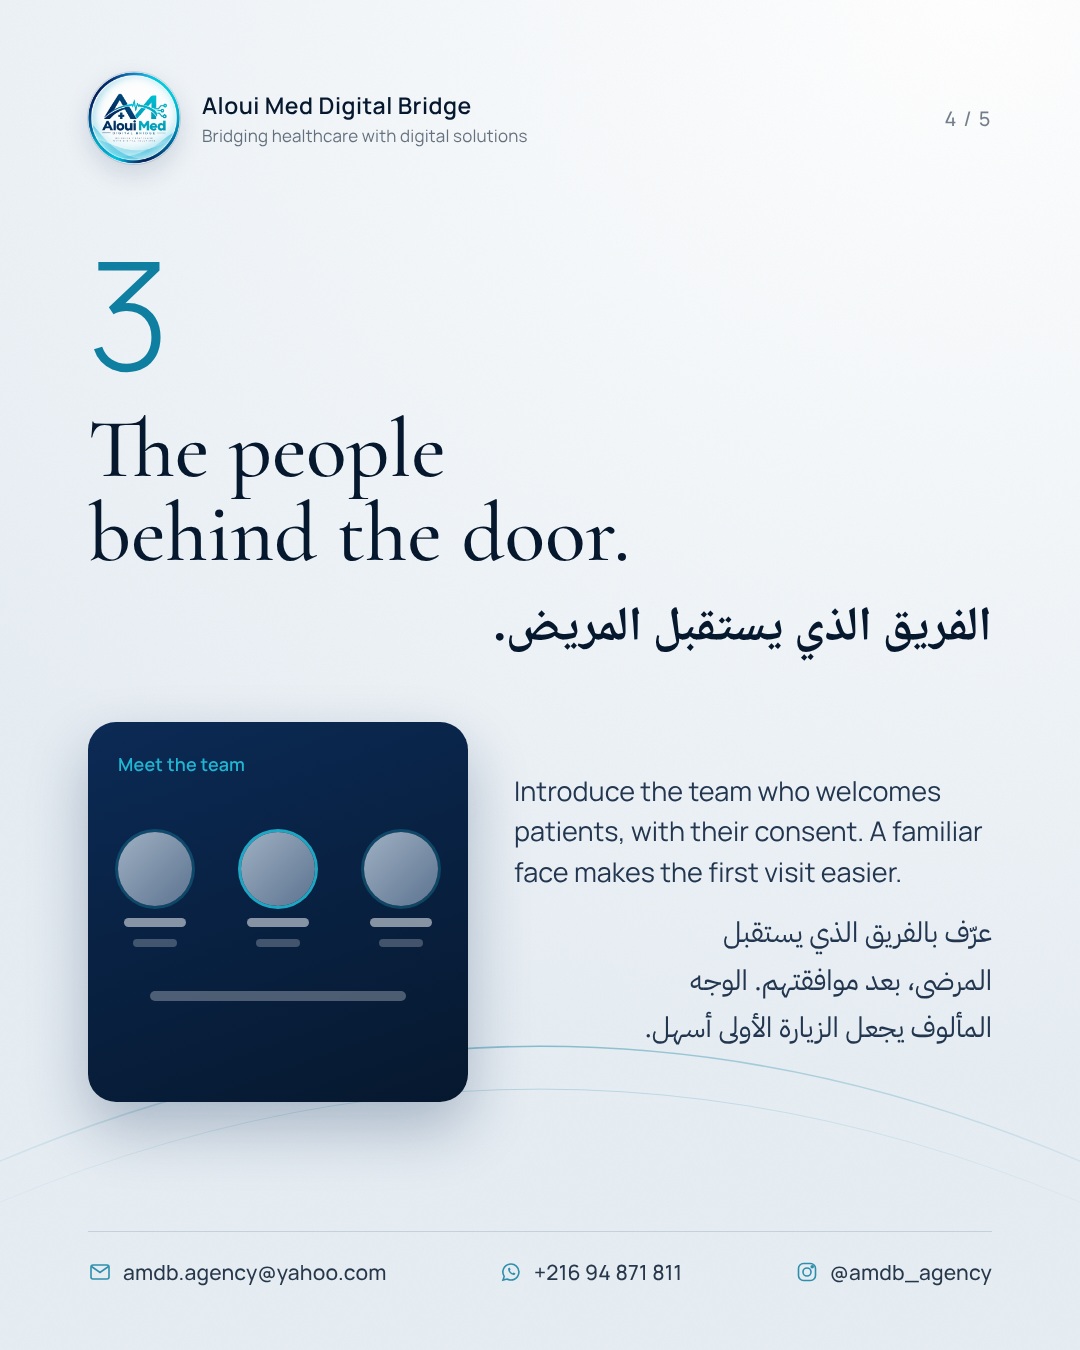 Aloui Med
DIGITAL BRIDGE
Aloui Med Digital Bridge
Bridging healthcare with digital solutions
4 / 5
3
The people
behind the door.
الفريق الذي يستقبل المريض.
Meet the team
Introduce the team who welcomes
patients, with their consent. A familiar
face makes the first visit easier.
عرّف بالفريق الذي يستقبل
المرضى، بعد موافقتهم. الوجه
المألوف يجعل الزيارة الأولى أسهل.
amdb.agency@yahoo.com
+216 94 871 811
@amdb_agency